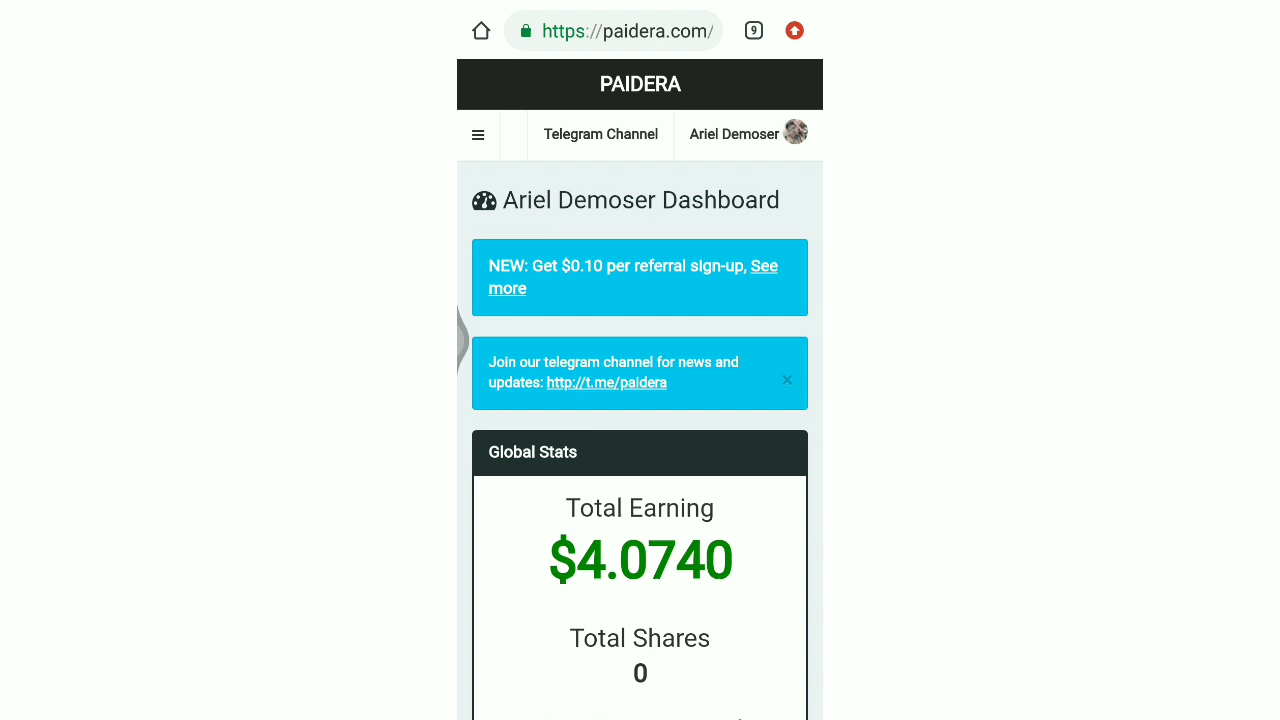 https://paidera.com/
9
PAIDERA
Telegram Channel
Ariel Demoser
Ariel Demoser Dashboard
NEW: Get $0.10 per referral sign-up, See
more
Join our telegram channel for news and
updates: http://t.me/paidera
×
Global Stats
Total Earning
$4.0740
Total Shares
0